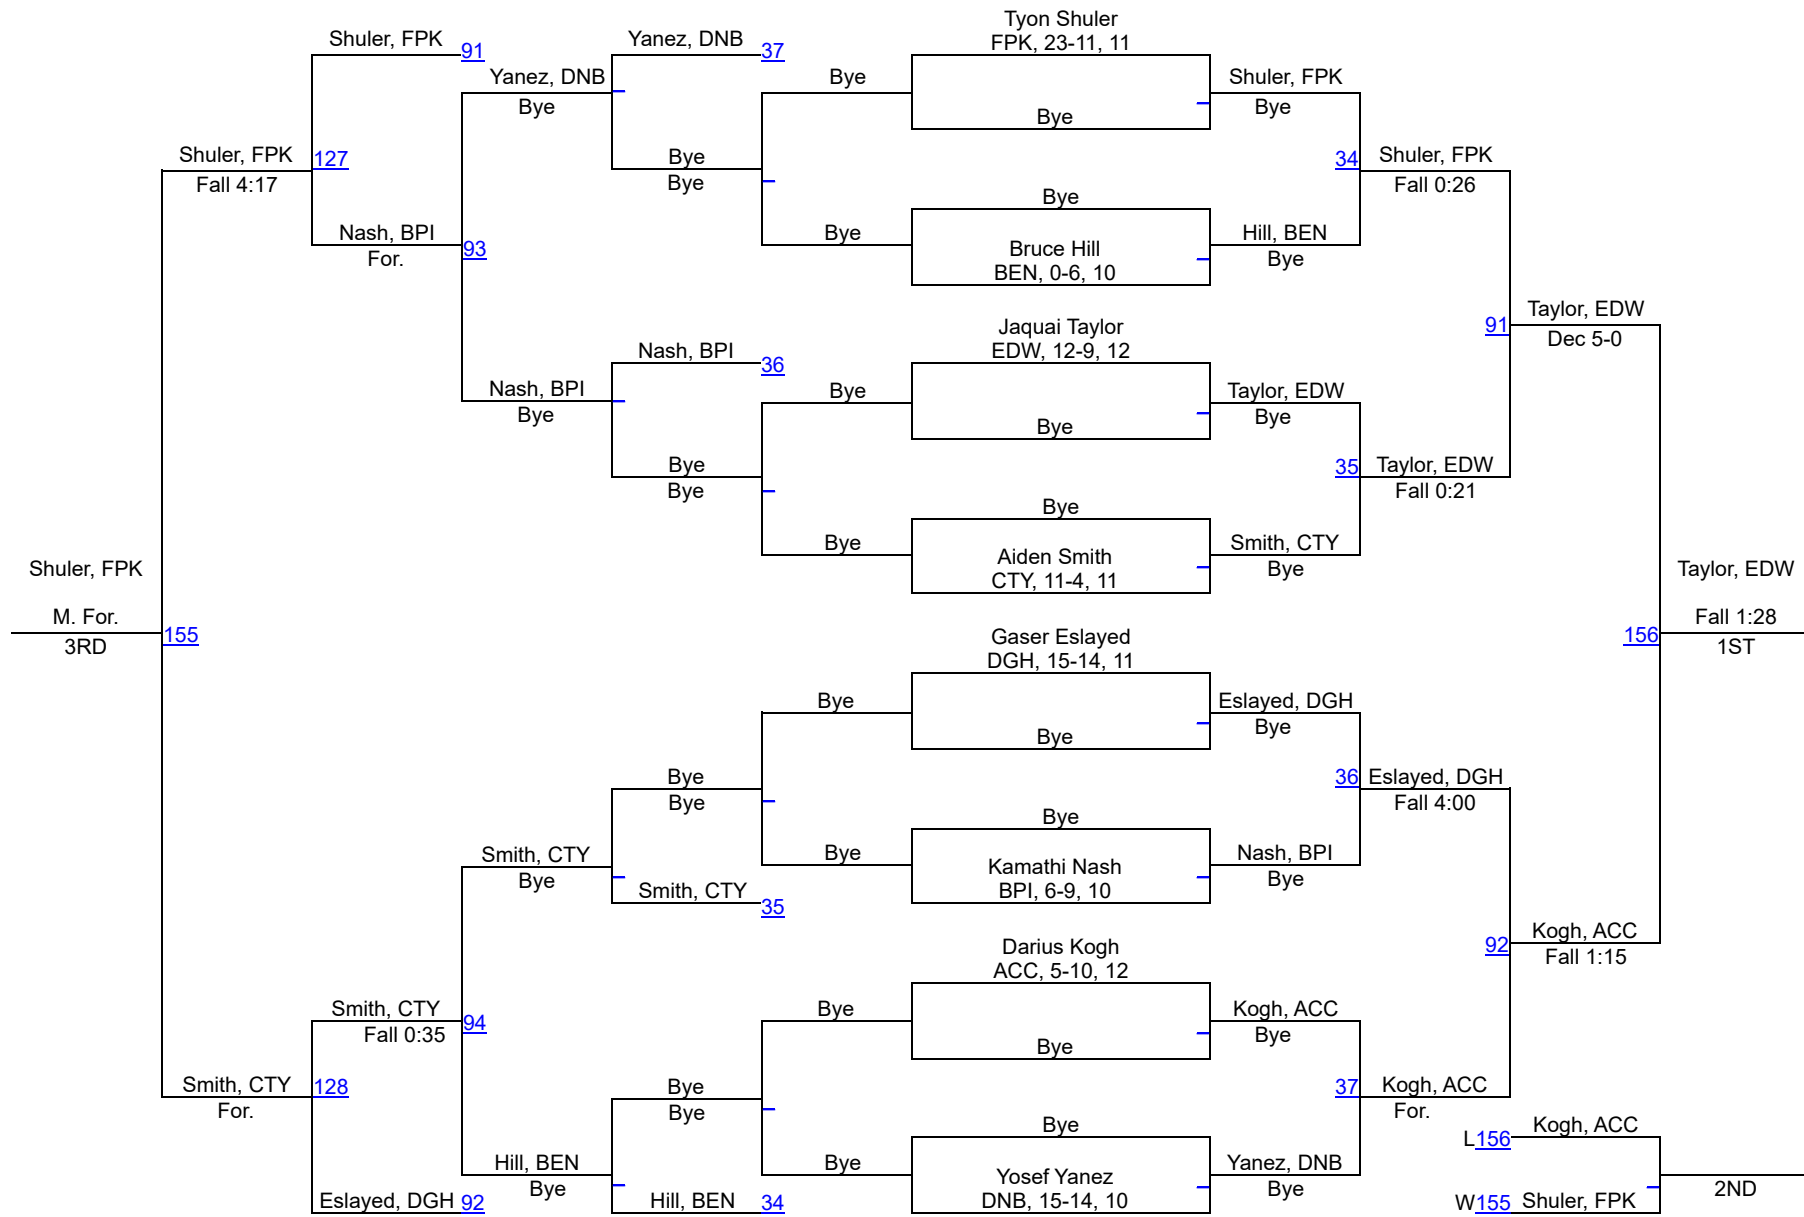 Tyon Shuler
FPK, 23-11, 11
Bye
Bye
Bruce Hill
BEN, 0-6, 10
Jaquai Taylor
EDW, 12-9, 12
Bye
Bye
Aiden Smith
CTY, 11-4, 11
Gaser Eslayed
DGH, 15-14, 11
Bye
Bye
Kamathi Nash
BPI, 6-9, 10
Darius Kogh
ACC, 5-10, 12
Bye
Bye
Yosef Yanez
DNB, 15-14, 10
Shuler, FPK
Bye
Hill, BEN
Bye
Taylor, EDW
Bye
Smith, CTY
Bye
Eslayed, DGH
Bye
Nash, BPI
Bye
Kogh, ACC
Bye
Yanez, DNB
Bye
34
Shuler, FPK
Fall 0:26
35
Taylor, EDW
Fall 0:21
36
Eslayed, DGH
Fall 4:00
37
Kogh, ACC
For.
91
Taylor, EDW
Dec 5-0
92
Kogh, ACC
Fall 1:15
156
Taylor, EDW
Fall 1:28
1ST
L156
Kogh, ACC
W155
Shuler, FPK
2ND
Bye
Bye
Bye
Bye
Bye
Bye
Bye
Bye
Yanez, DNB
37
Bye
Bye
Nash, BPI
36
Bye
Bye
Bye
Bye
Smith, CTY
35
Bye
Bye
Hill, BEN
34
Yanez, DNB
Bye
Nash, BPI
Bye
Smith, CTY
Bye
Hill, BEN
Bye
Shuler, FPK
91
Nash, BPI
For.
93
Smith, CTY
Fall 0:35
94
Eslayed, DGH
92
Shuler, FPK
Fall 4:17
127
Smith, CTY
For.
128
Shuler, FPK
M. For.
3RD
155